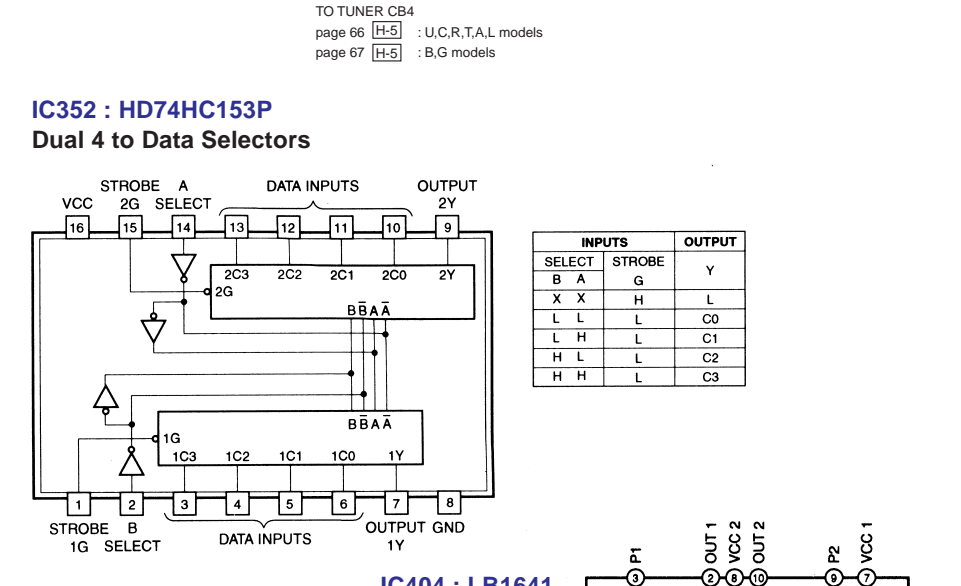 TO TUNER CB4
page 66 H-5 : U,C,R,T,A,L models
page 67 H-5 : B,G models
IC352 : HD74HC153P
Dual 4 to Data Selectors
STROBE A DATA INPUTS OUTPUT
VCC 2G SELECT 2Y
16 15 14 13 12 11 10 9
2C3 2C2 2C1 2C0 2Y
2G
B B̅ A A̅
B B̅ A A̅
1G
1C3 1C2 1C1 1C0 1Y
1 2 3 4 5 6 7 8
STROBE B DATA INPUTS OUTPUT GND
1G SELECT 1Y
INPUTS OUTPUT
SELECT STROBE Y
B A G
X X H L
L L L C0
L H L C1
H L L C2
H H L C3
IC404 : LB1641
P1 OUT 1 VCC 2 OUT 2 P2 VCC 1
3 2 8 10 9 7